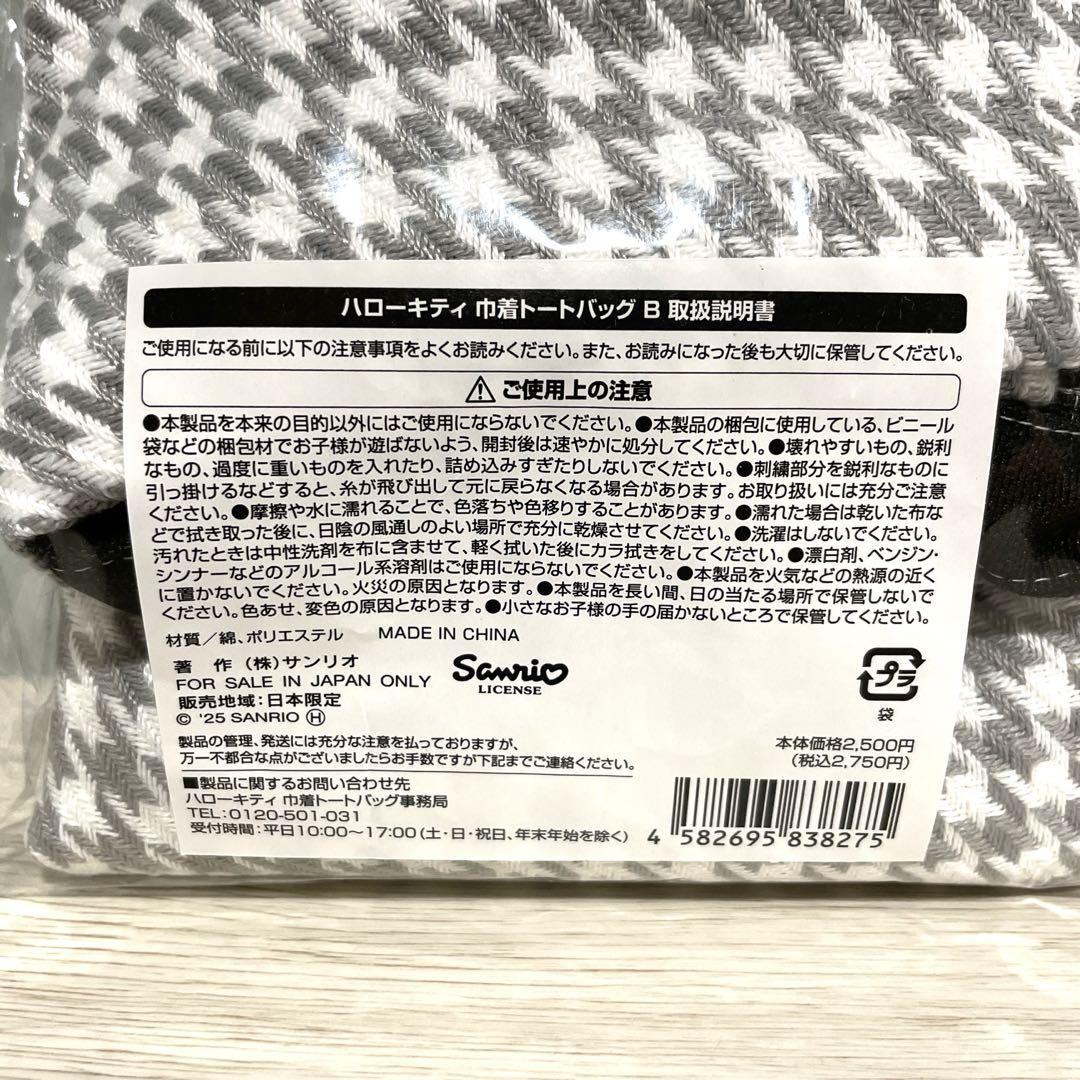 ハローキティ 巾着トートバッグ B 取扱説明書
ご使用になる前に以下の注意事項をよくお読みください。また、お読みになった後も大切に保管してください。
⚠ ご使用上の注意
●本製品を本来の目的以外にはご使用にならないでください。●本製品の梱包に使用している、ビニール
袋などの梱包材でお子様が遊ばないよう、開封後は速やかに処分してください。●壊れやすいもの、鋭利
なもの、過度に重いものを入れたり、詰め込みすぎたりしないでください。●刺繍部分を鋭利なものに
引っ掛けるなどすると、糸が飛び出して元に戻らなくなる場合があります。お取り扱いには充分ご注意
ください。●摩擦や水に濡れることで、色落ちや色移りすることがあります。●濡れた場合は乾いた布な
どで拭き取った後に、日陰の風通しのよい場所で充分に乾燥させてください。●洗濯はしないでください。
汚れたときは中性洗剤を布に含ませて、軽く拭いた後にカラ拭きをしてください。●漂白剤、ベンジン・
シンナーなどのアルコール系溶剤はご使用にならないでください。●本製品を火気などの熱源の近く
に置かないでください。火災の原因となります。●本製品を長い間、日の当たる場所で保管しないで
ください。色あせ、変色の原因となります。●小さなお子様の手の届かないところで保管してください。
材質／綿、ポリエステル MADE IN CHINA
著 作 (株)サンリオ
FOR SALE IN JAPAN ONLY
販売地域:日本限定
© '25 SANRIO Ⓗ
Sanrio
LICENSE
プラ
袋
製品の管理、発送には充分な注意を払っておりますが、
万一不都合な点がございましたらお手数ですが下記までご連絡ください。
■製品に関するお問い合わせ先
ハローキティ 巾着トートバッグ事務局
TEL:0120-501-031
受付時間:平日10:00～17:00(土・日・祝日、年末年始を除く)
本体価格2,500円
(税込2,750円)
4 582695 838275